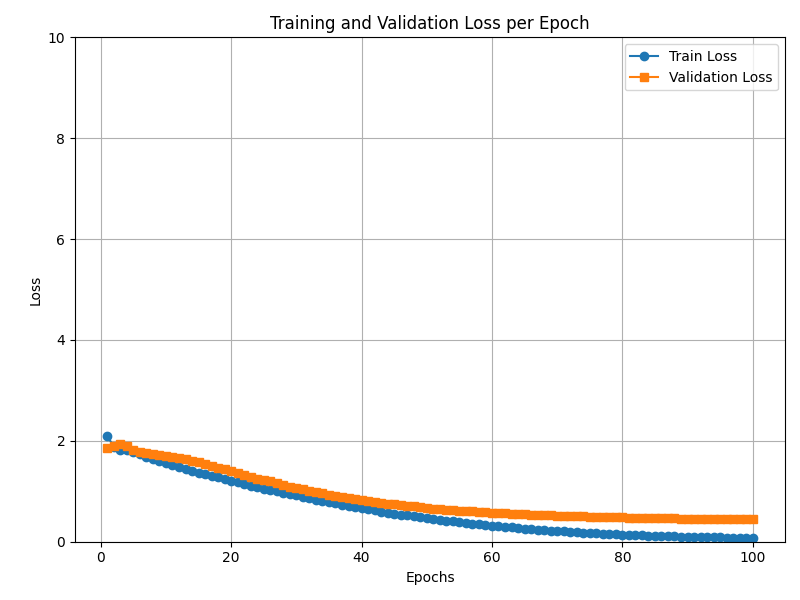 Training and Validation Loss per Epoch
Train Loss
Validation Loss
10
8
6
4
2
0
Loss
0 20 40 60 80 100
Epochs